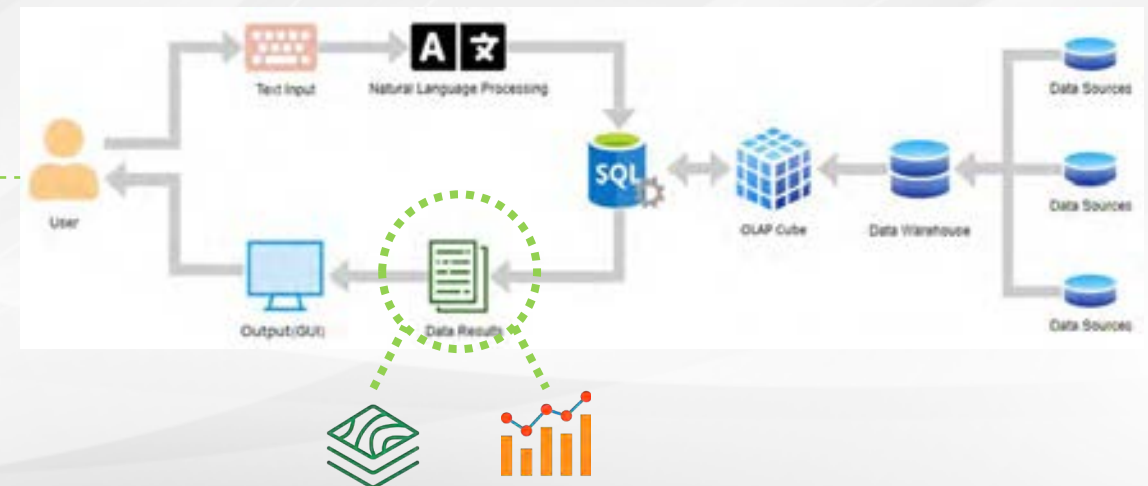 Text Input
A 文
Natural Language Processing
Data Sources
SQL
User
OLAP Cube
Data Warehouse
Data Sources
Output(GUI)
Data Results
Data Sources